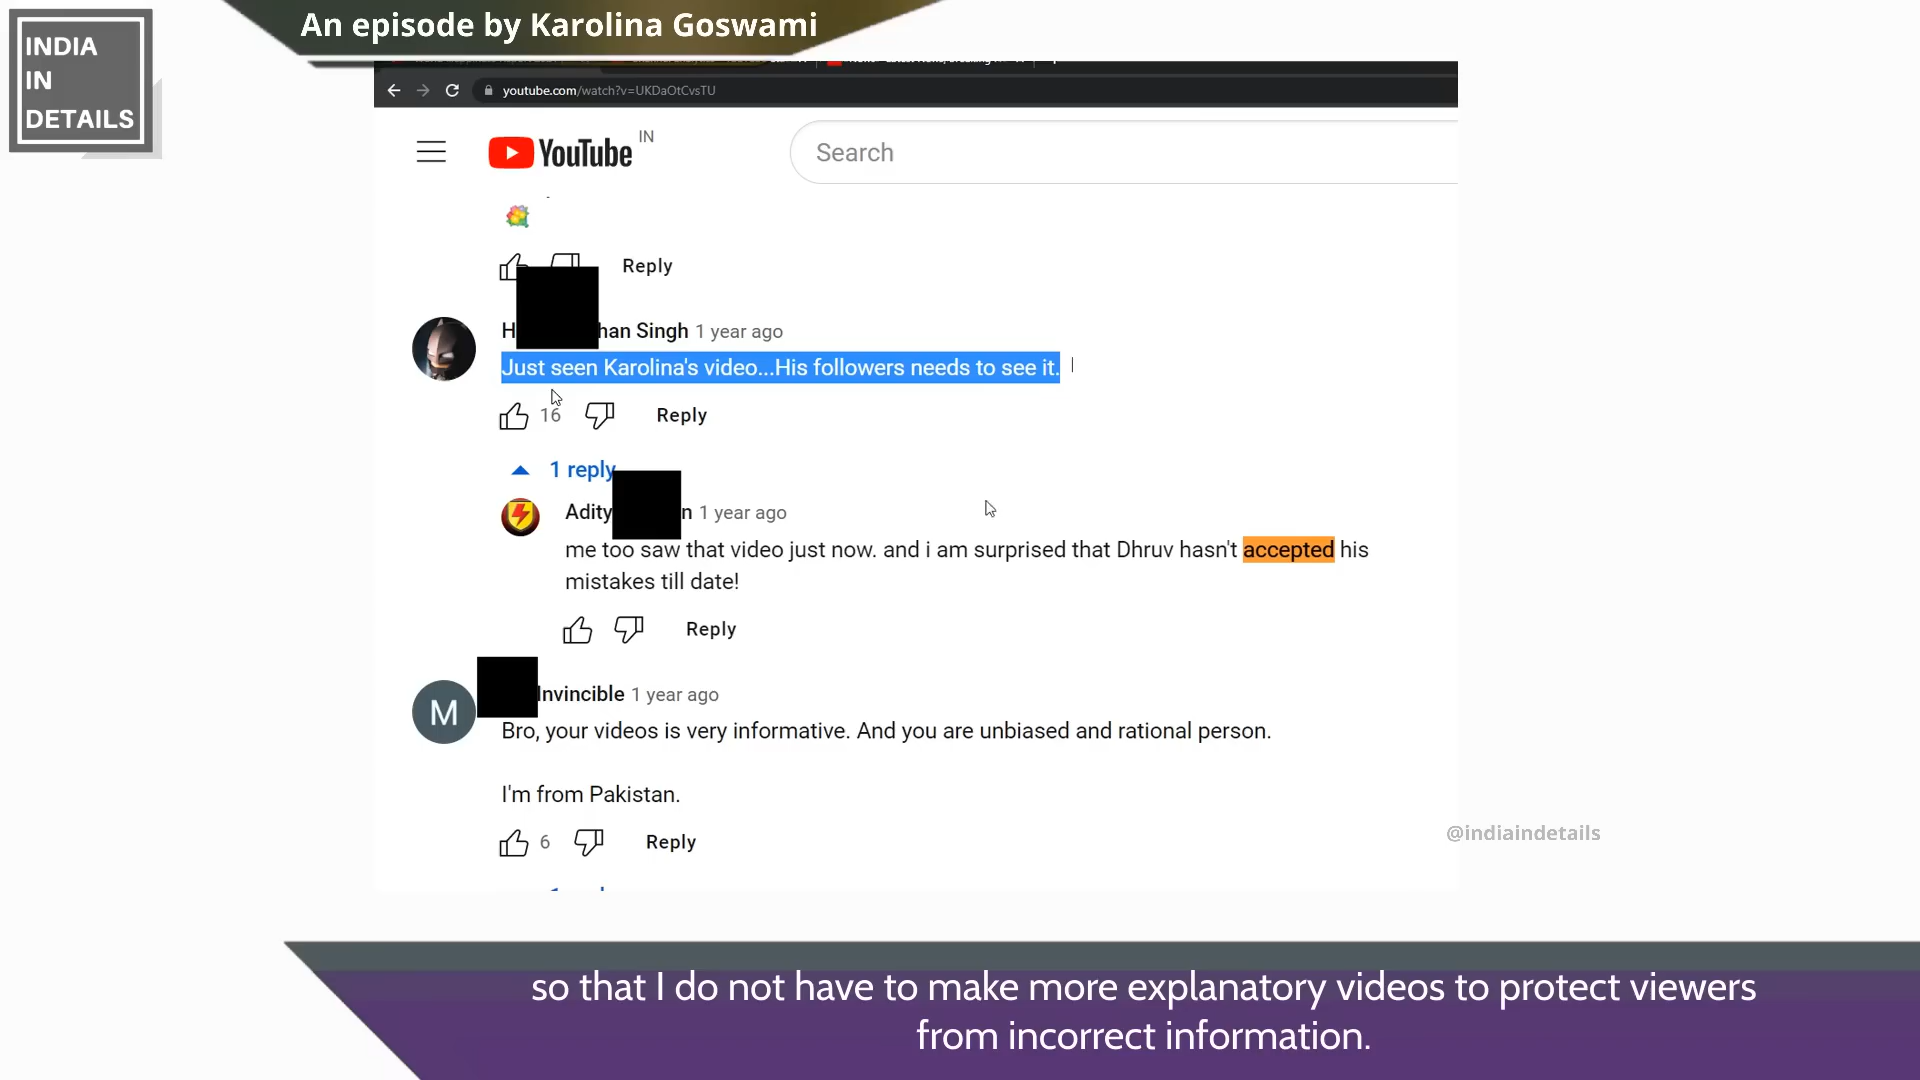 An episode by Karolina Goswami
INDIA
IN
DETAILS
youtube.com/watch?v=UKDaOtCvsTU
YouTube IN
Search
Reply
H han Singh 1 year ago
Just seen Karolina's video...His followers needs to see it.
16 Reply
1 reply
Adity n 1 year ago
me too saw that video just now. and i am surprised that Dhruv hasn't accepted his
mistakes till date!
Reply
M
Invincible 1 year ago
Bro, your videos is very informative. And you are unbiased and rational person.
I'm from Pakistan.
6 Reply
@indiaindetails
so that I do not have to make more explanatory videos to protect viewers
from incorrect information.